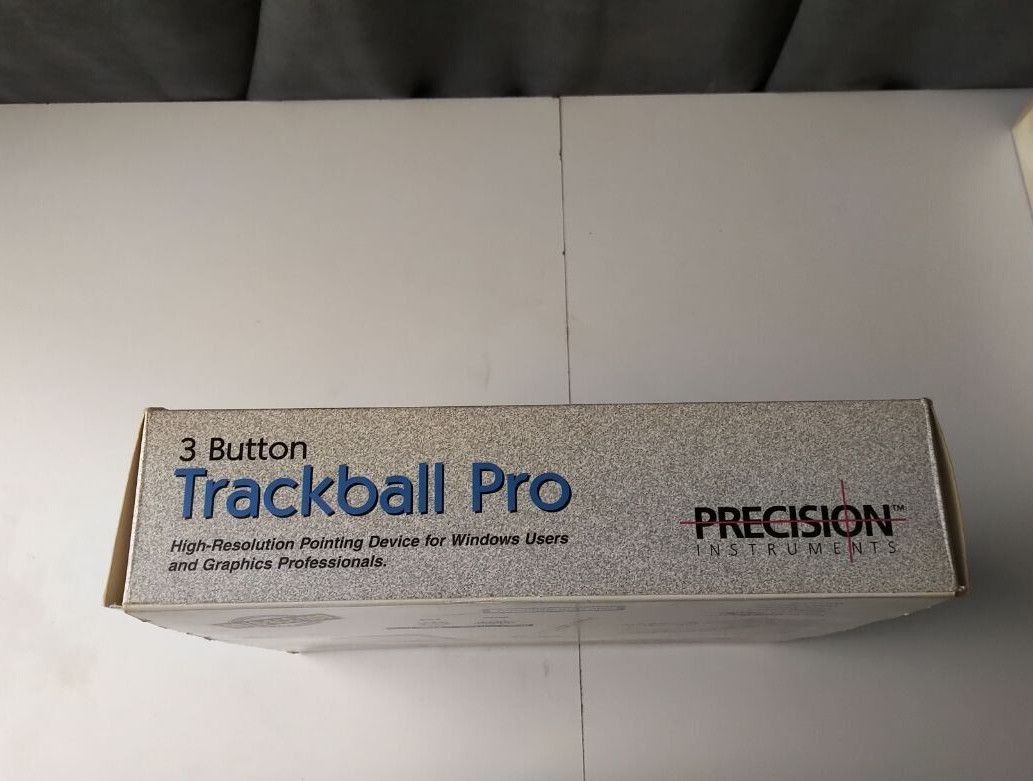 3 Button
Trackball Pro
High-Resolution Pointing Device for Windows Users
and Graphics Professionals.
PRECISION™
INSTRUMENTS